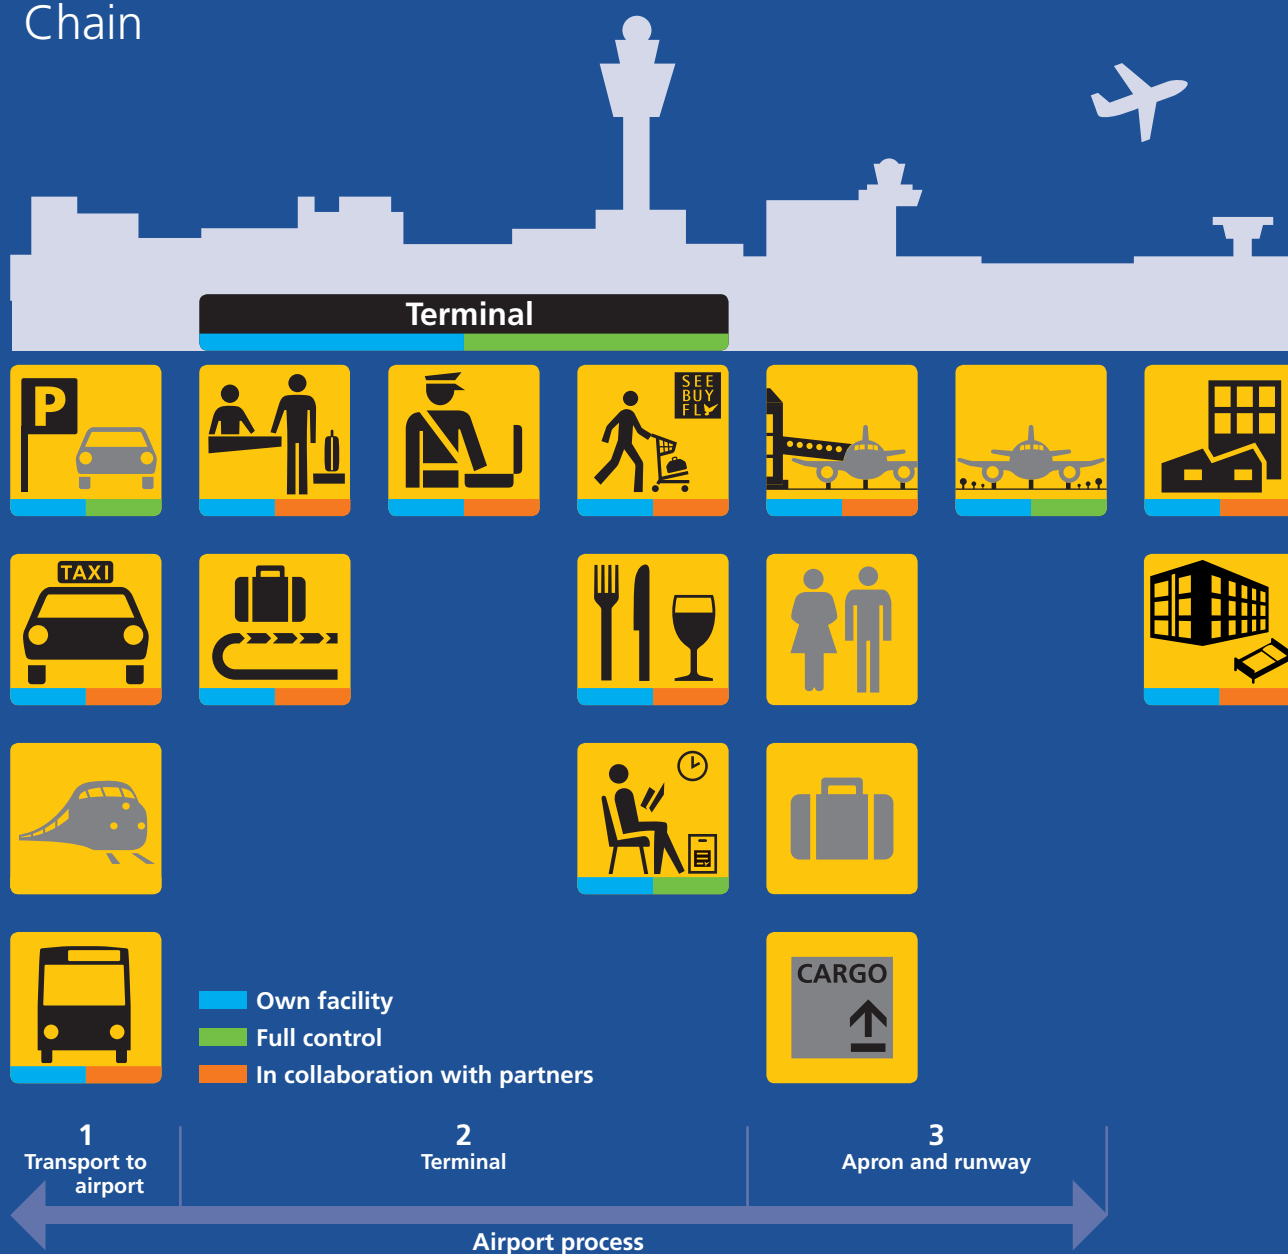 Chain
Terminal
P
SEE
BUY
FLY
TAXI
CARGO
Own facility
Full control
In collaboration with partners
1
Transport to
airport
2
Terminal
3
Apron and runway
Airport process